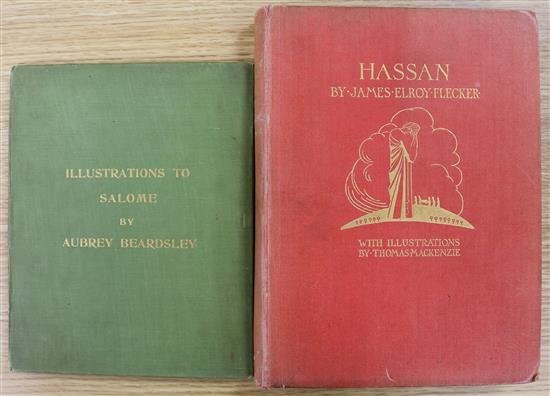 ILLUSTRATIONS TO
SALOME
BY
AUBREY BEARDSLEY
HASSAN
BY·JAMES·ELROY·FLECKER·
WITH ILLUSTRATIONS
BY·THOMAS·MACKENZIE